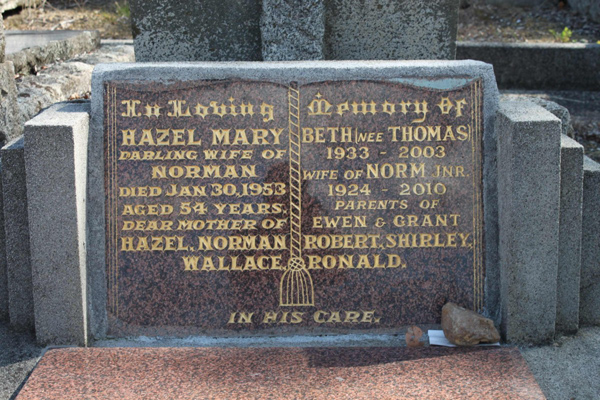 In Loving Memory Of
HAZEL MARY
DARLING WIFE OF
NORMAN
DIED JAN 30, 1953
AGED 54 YEARS.
DEAR MOTHER OF
BETH (NEE THOMAS)
1933 - 2003
WIFE OF NORM JNR.
1924 - 2010
PARENTS OF
EWEN & GRANT
HAZEL, NORMAN ROBERT, SHIRLEY,
WALLACE, RONALD.
IN HIS CARE.